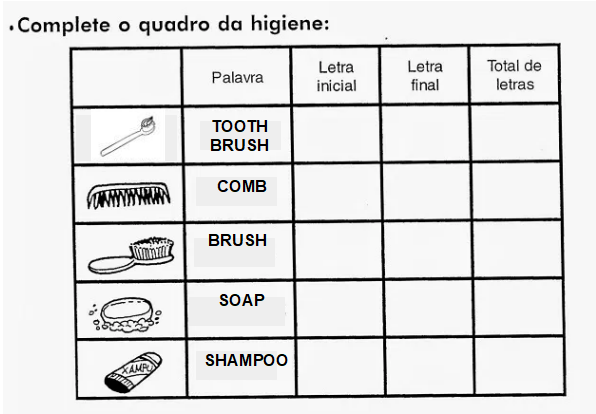 • Complete o quadro da higiene:
Palavra
Letra
inicial
Letra
final
Total de
letras
TOOTH
BRUSH
COMB
BRUSH
SOAP
XAMPU
SHAMPOO